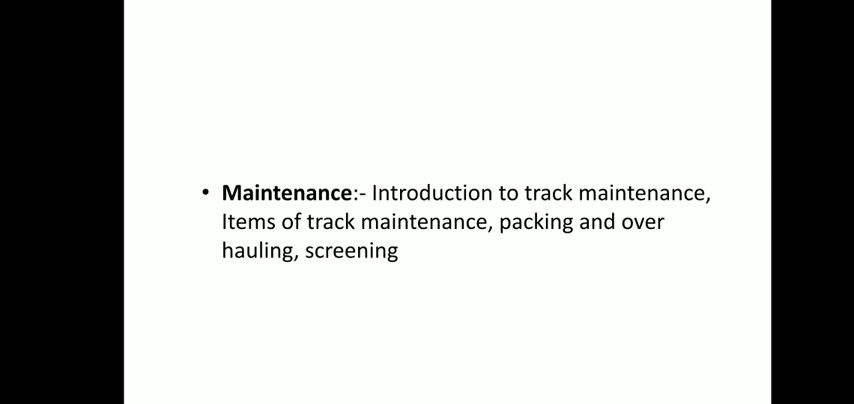 • Maintenance:- Introduction to track maintenance,
Items of track maintenance, packing and over
hauling, screening